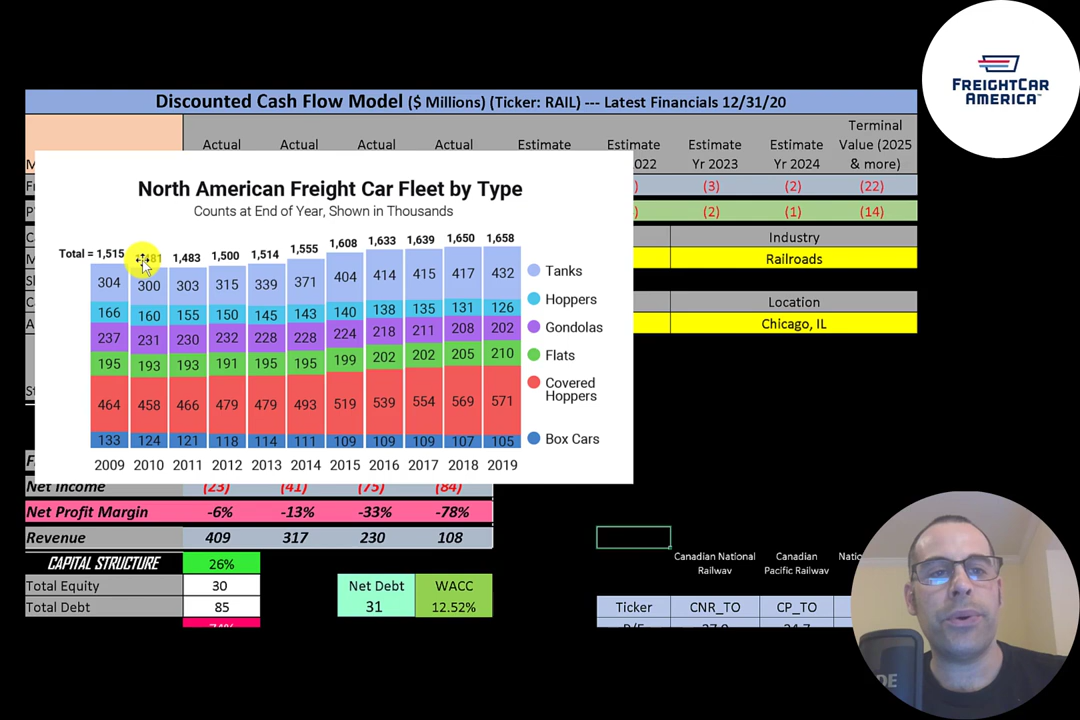 FREIGHTCAR
AMERICA™
Discounted Cash Flow Model ($ Millions) (Ticker: RAIL) --- Latest Financials 12/31/20
Actual Actual Actual Actual Estimate Estimate Estimate Terminal Value (2025 & more)
2022 Yr 2023 Yr 2024
(3) (2) (22)
(2) (1) (14)
Industry
Railroads
Location
Chicago, IL
North American Freight Car Fleet by Type
Counts at End of Year, Shown in Thousands
Total = 1,515 1,483 1,500 1,514 1,555 1,608 1,633 1,639 1,650 1,658
304 300 303 315 339 371 404 414 415 417 432
Tanks
166 160 155 150 145 143 140 138 135 131 126
Hoppers
237 231 230 232 228 228 224 218 211 208 202
Gondolas
195 193 193 191 195 195 199 202 202 205 210
Flats
464 458 466 479 479 493 519 539 554 569 571
Covered
Hoppers
133 124 121 118 114 111 109 109 109 107 105
Box Cars
2009 2010 2011 2012 2013 2014 2015 2016 2017 2018 2019
Net Income (23) (41) (75) (84)
Net Profit Margin -6% -13% -33% -78%
Revenue 409 317 230 108
CAPITAL STRUCTURE 26%
Total Equity 30
Total Debt 85
Net Debt WACC
31 12.52%
Canadian National
Railway
Canadian
Pacific Railway
Ticker CNR_TO CP_TO